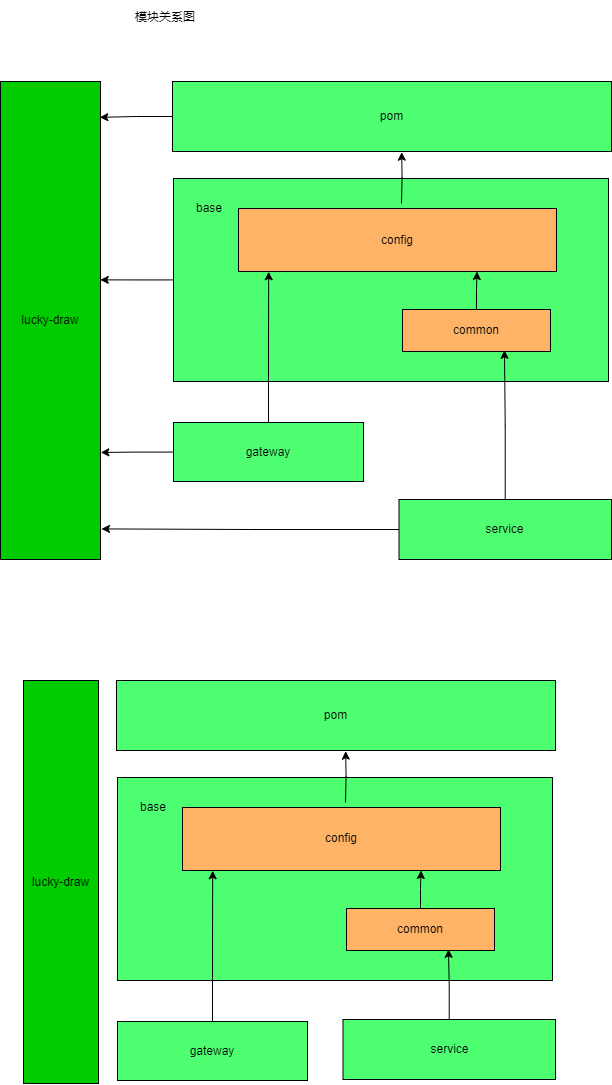 模块关系图
pom
base
config
lucky-draw
common
gateway
service
pom
base
config
lucky-draw
common
gateway
service